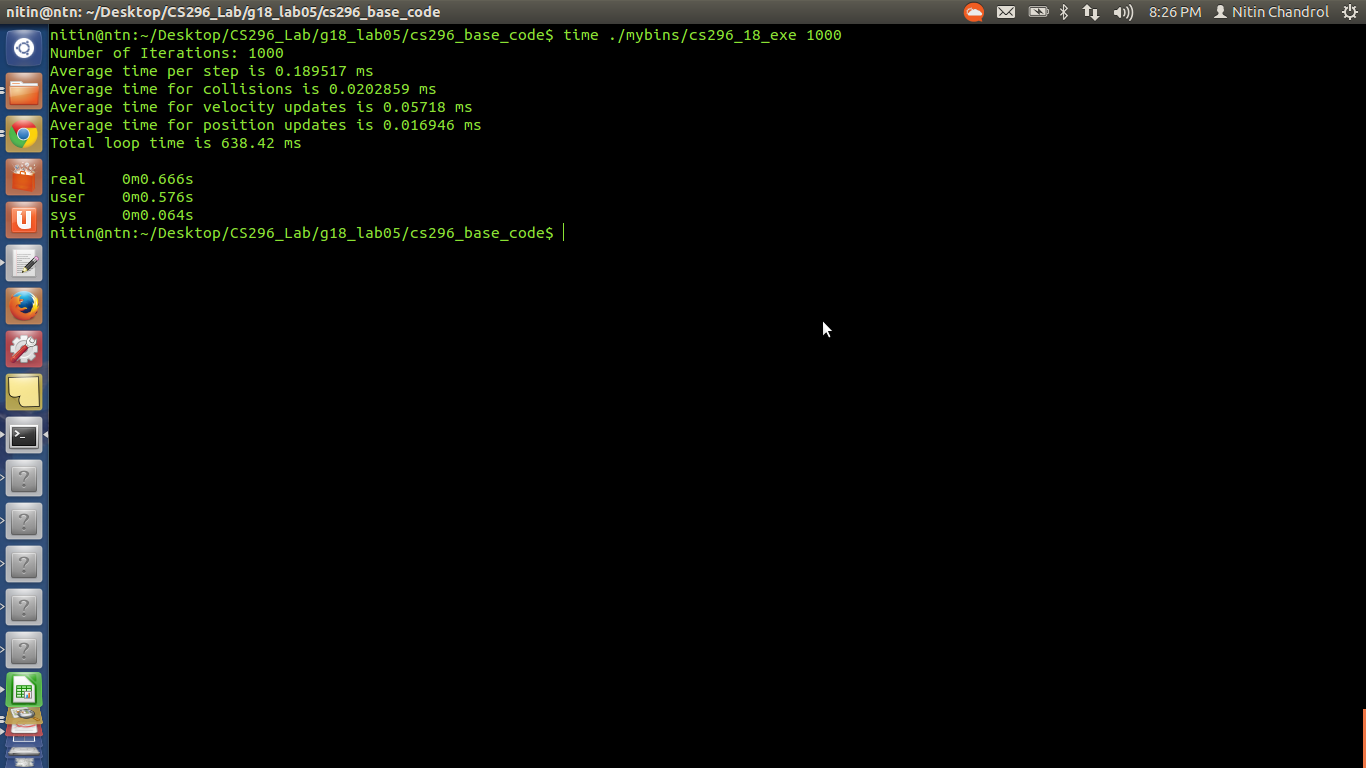 nitin@ntn: ~/Desktop/CS296_Lab/g18_lab05/cs296_base_code
8:26 PM Nitin Chandrol
nitin@ntn:~/Desktop/CS296_Lab/g18_lab05/cs296_base_code$ time ./mybins/cs296_18_exe 1000
Number of Iterations: 1000
Average time per step is 0.189517 ms
Average time for collisions is 0.0202859 ms
Average time for velocity updates is 0.05718 ms
Average time for position updates is 0.016946 ms
Total loop time is 638.42 ms
real 0m0.666s
user 0m0.576s
sys 0m0.064s
nitin@ntn:~/Desktop/CS296_Lab/g18_lab05/cs296_base_code$